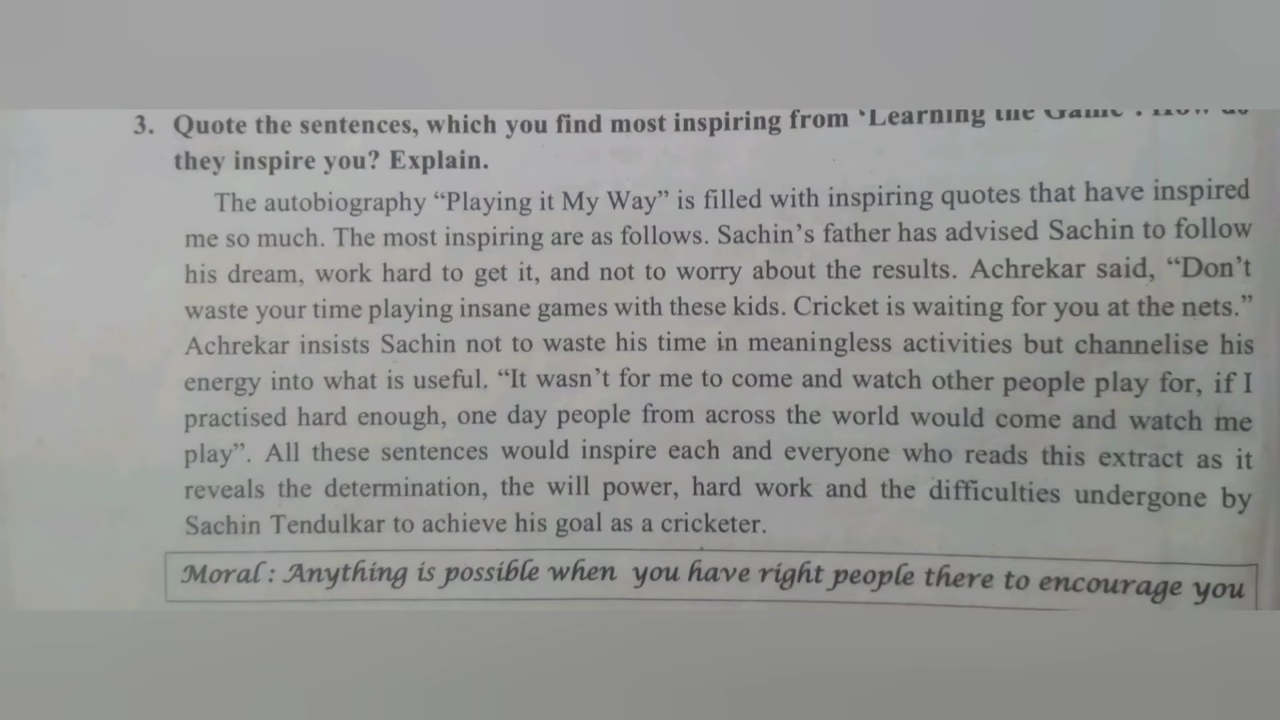 3. Quote the sentences, which you find most inspiring from ‘Learning the Game’. How do
they inspire you? Explain.
The autobiography “Playing it My Way” is filled with inspiring quotes that have inspired
me so much. The most inspiring are as follows. Sachin’s father has advised Sachin to follow
his dream, work hard to get it, and not to worry about the results. Achrekar said, “Don’t
waste your time playing insane games with these kids. Cricket is waiting for you at the nets.”
Achrekar insists Sachin not to waste his time in meaningless activities but channelise his
energy into what is useful. “It wasn’t for me to come and watch other people play for, if I
practised hard enough, one day people from across the world would come and watch me
play”. All these sentences would inspire each and everyone who reads this extract as it
reveals the determination, the will power, hard work and the difficulties undergone by
Sachin Tendulkar to achieve his goal as a cricketer.
Moral : Anything is possible when you have right people there to encourage you